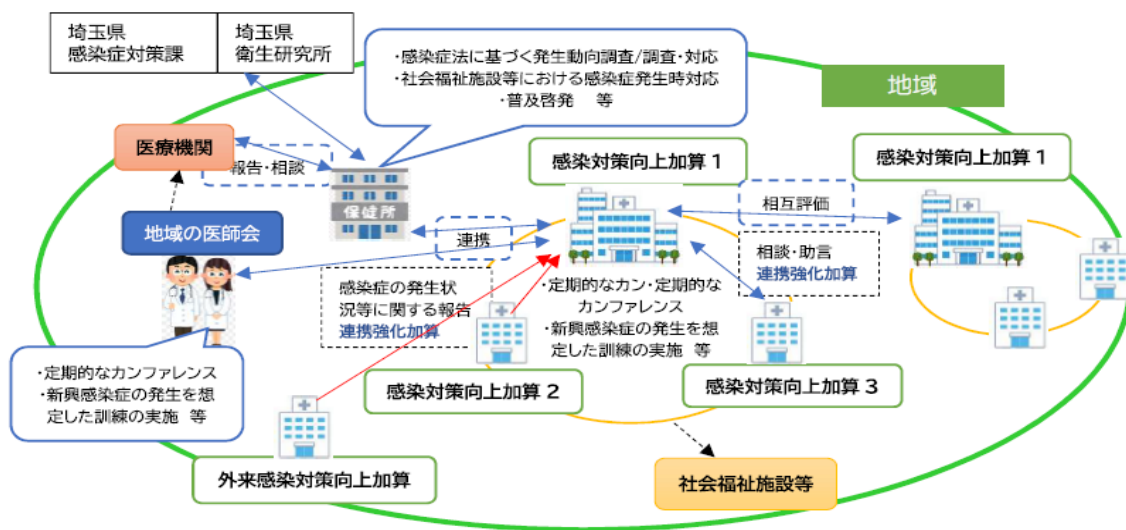 埼玉県
感染症対策課
埼玉県
衛生研究所
・感染症法に基づく発生動向調査/調査・対応
・社会福祉施設等における感染症発生時対応
・普及啓発　等
地域
医療機関
報告・相談
保健所
感染対策向上加算１
感染対策向上加算１
相互評価
地域の医師会
連携
相談・助言
連携強化加算
感染症の発生状
況等に関する報告
連携強化加算
・定期的なカン・定期的な
カンファレンス
・新興感染症の発生を想
定した訓練の実施　等
・定期的なカンファレンス
・新興感染症の発生を想
定した訓練の実施　等
感染対策向上加算２
感染対策向上加算３
外来感染対策向上加算
社会福祉施設等